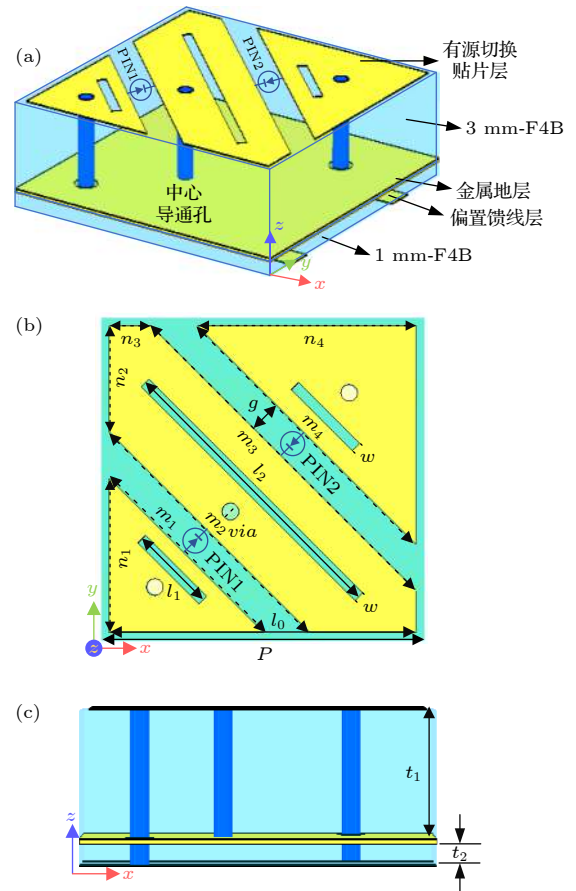 (a)
PIN1
PIN2
有源切换
贴片层
3 mm-F4B
中心
导通孔
金属地层
偏置馈线层
1 mm-F4B
z
y
x
(b)
n3
n4
n2
g
m4
m3
w
l2
PIN2
m1
m2
via
n1
PIN1
l1
w
l0
y
z
x
P
(c)
t1
z
t2
x